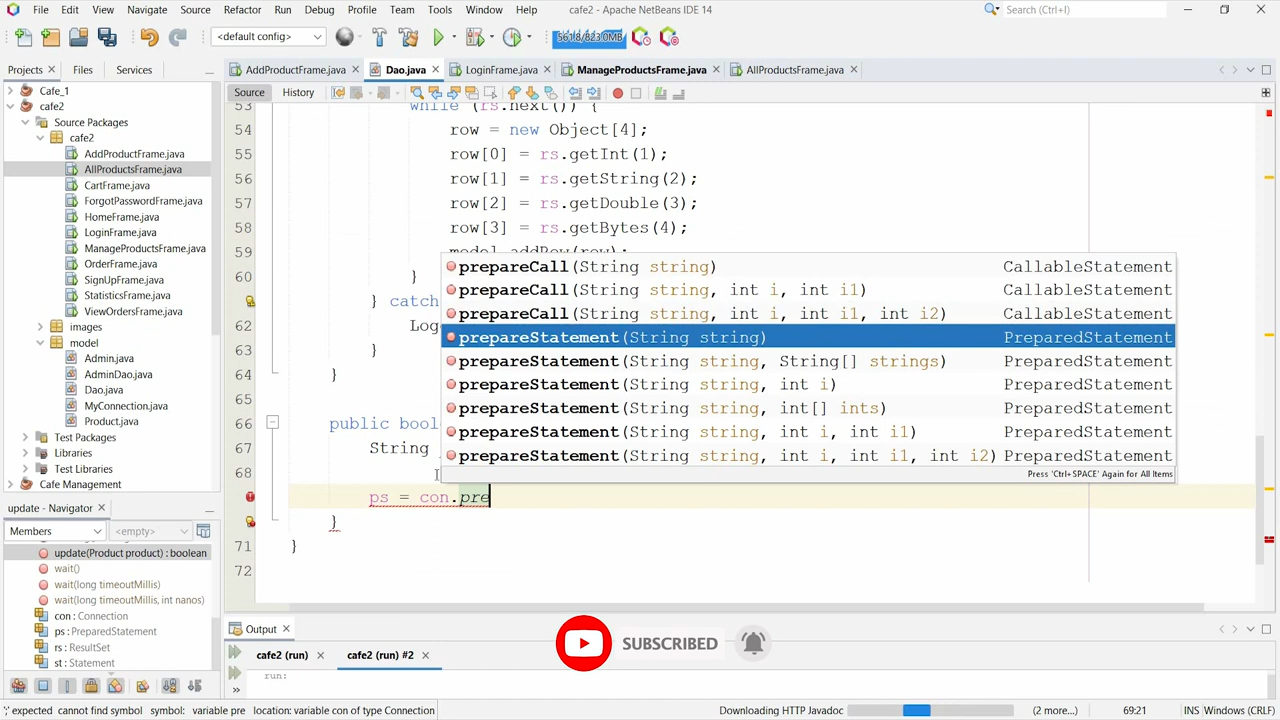 File Edit View Navigate Source Refactor Run Debug Profile Team Tools Window Help cafe2 - Apache NetBeans IDE 14 Search (Ctrl+I)
<default config> 561.8/823.0MB
Projects Files Services
AddProductFrame.java Dao.java LoginFrame.java ManageProductsFrame.java AllProductsFrame.java
Source History
Cafe_1
cafe2
Source Packages
cafe2
AddProductFrame.java
AllProductsFrame.java
CartFrame.java
ForgotPasswordFrame.java
HomeFrame.java
LoginFrame.java
ManageProductsFrame.java
OrderFrame.java
SignUpFrame.java
StatisticsFrame.java
ViewOrdersFrame.java
images
model
Admin.java
AdminDao.java
Dao.java
MyConnection.java
Product.java
Test Packages
Libraries
Test Libraries
Cafe Management
53 while (rs.next()) {
54 row = new Object[4];
55 row[0] = rs.getInt(1);
56 row[1] = rs.getString(2);
57 row[2] = rs.getDouble(3);
58 row[3] = rs.getBytes(4);
model.addRow(row);
60 }
} catch
62 Log
63 }
64 }
65
66 public bool
67 String
68
ps = con.pre
}
71 }
72
prepareCall(String string) CallableStatement
prepareCall(String string, int i, int i1) CallableStatement
prepareCall(String string, int i, int i1, int i2) CallableStatement
prepareStatement(String string) PreparedStatement
prepareStatement(String string, String[] strings) PreparedStatement
prepareStatement(String string, int i) PreparedStatement
prepareStatement(String string, int[] ints) PreparedStatement
prepareStatement(String string, int i, int i1) PreparedStatement
prepareStatement(String string, int i, int i1, int i2) PreparedStatement
Press 'Ctrl+SPACE' Again for All Items
update - Navigator
Members <empty>
update(Product product) : boolean
wait()
wait(long timeoutMillis)
wait(long timeoutMillis, int nanos)
con : Connection
ps : PreparedStatement
rs : ResultSet
st : Statement
Output
cafe2 (run) cafe2 (run) #2
run:
SUBSCRIBED
';' expected cannot find symbol symbol: variable pre location: variable con of type Connection Downloading HTTP Javadoc (2 more...) 69:21 INS Windows (CRLF)